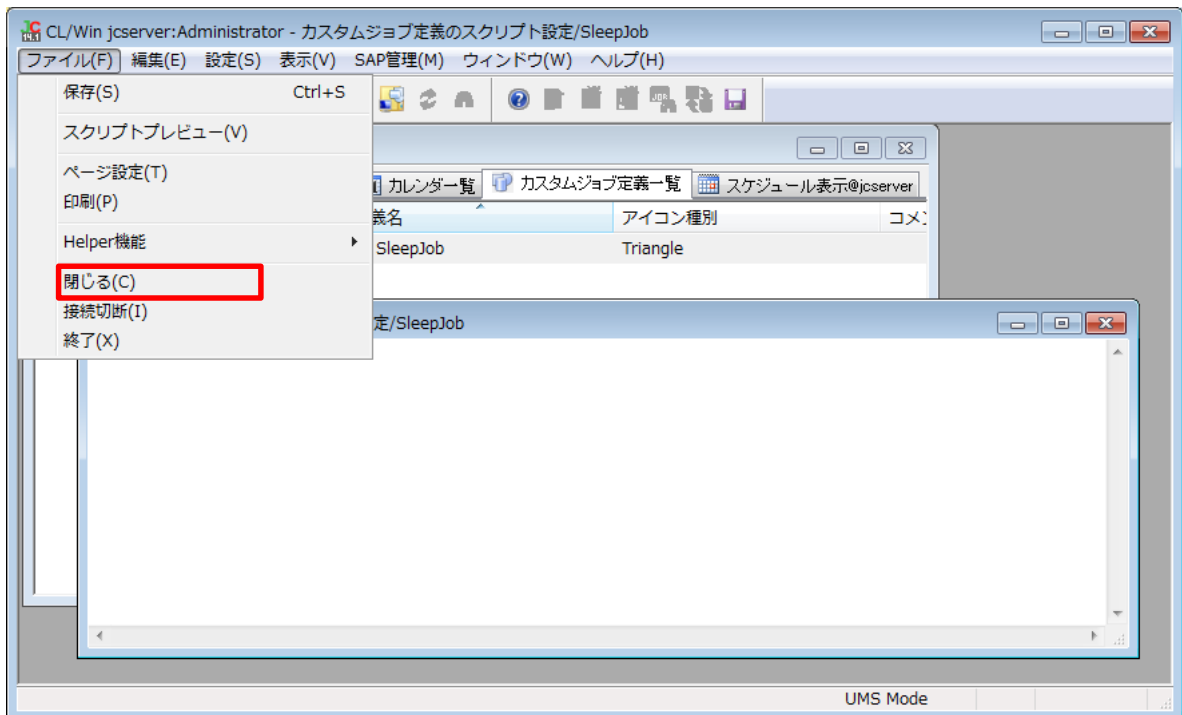 CL/Win jcserver:Administrator - カスタムジョブ定義のスクリプト設定/SleepJob
ファイル(F) 編集(E) 設定(S) 表示(V) SAP管理(M) ウィンドウ(W) ヘルプ(H)
保存(S) Ctrl+S
スクリプトプレビュー(V)
ページ設定(T)
印刷(P)
Helper機能
閉じる(C)
接続切断(I)
終了(X)
カレンダー覧 カスタムジョブ定義一覧 スケジュール表示@jcserver
義名 アイコン種別 コメ
SleepJob Triangle
定/SleepJob
UMS Mode